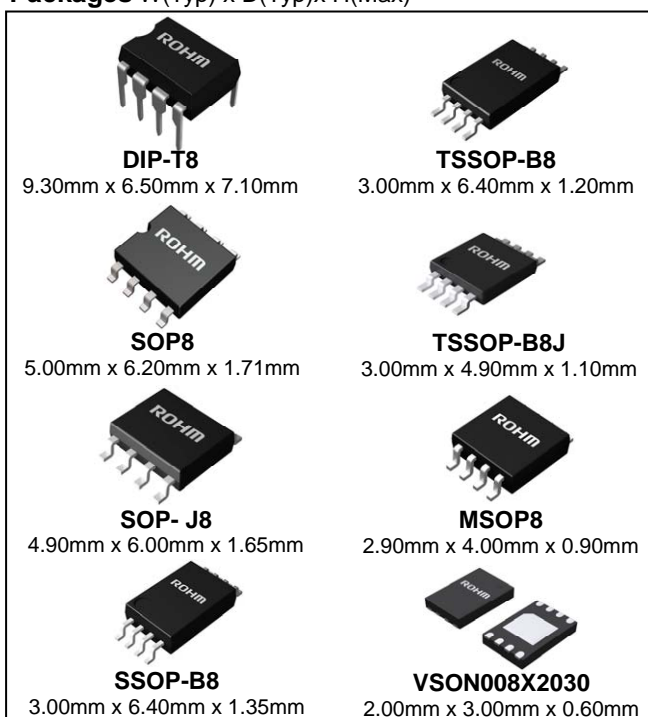 Packages W(Typ) x D(Typ)x H(Max)
ROHM
DIP-T8
9.30mm x 6.50mm x 7.10mm
ROHM
TSSOP-B8
3.00mm x 6.40mm x 1.20mm
ROHM
SOP8
5.00mm x 6.20mm x 1.71mm
ROHM
TSSOP-B8J
3.00mm x 4.90mm x 1.10mm
ROHM
SOP- J8
4.90mm x 6.00mm x 1.65mm
ROHM
MSOP8
2.90mm x 4.00mm x 0.90mm
ROHM
SSOP-B8
3.00mm x 6.40mm x 1.35mm
ROHM
VSON008X2030
2.00mm x 3.00mm x 0.60mm